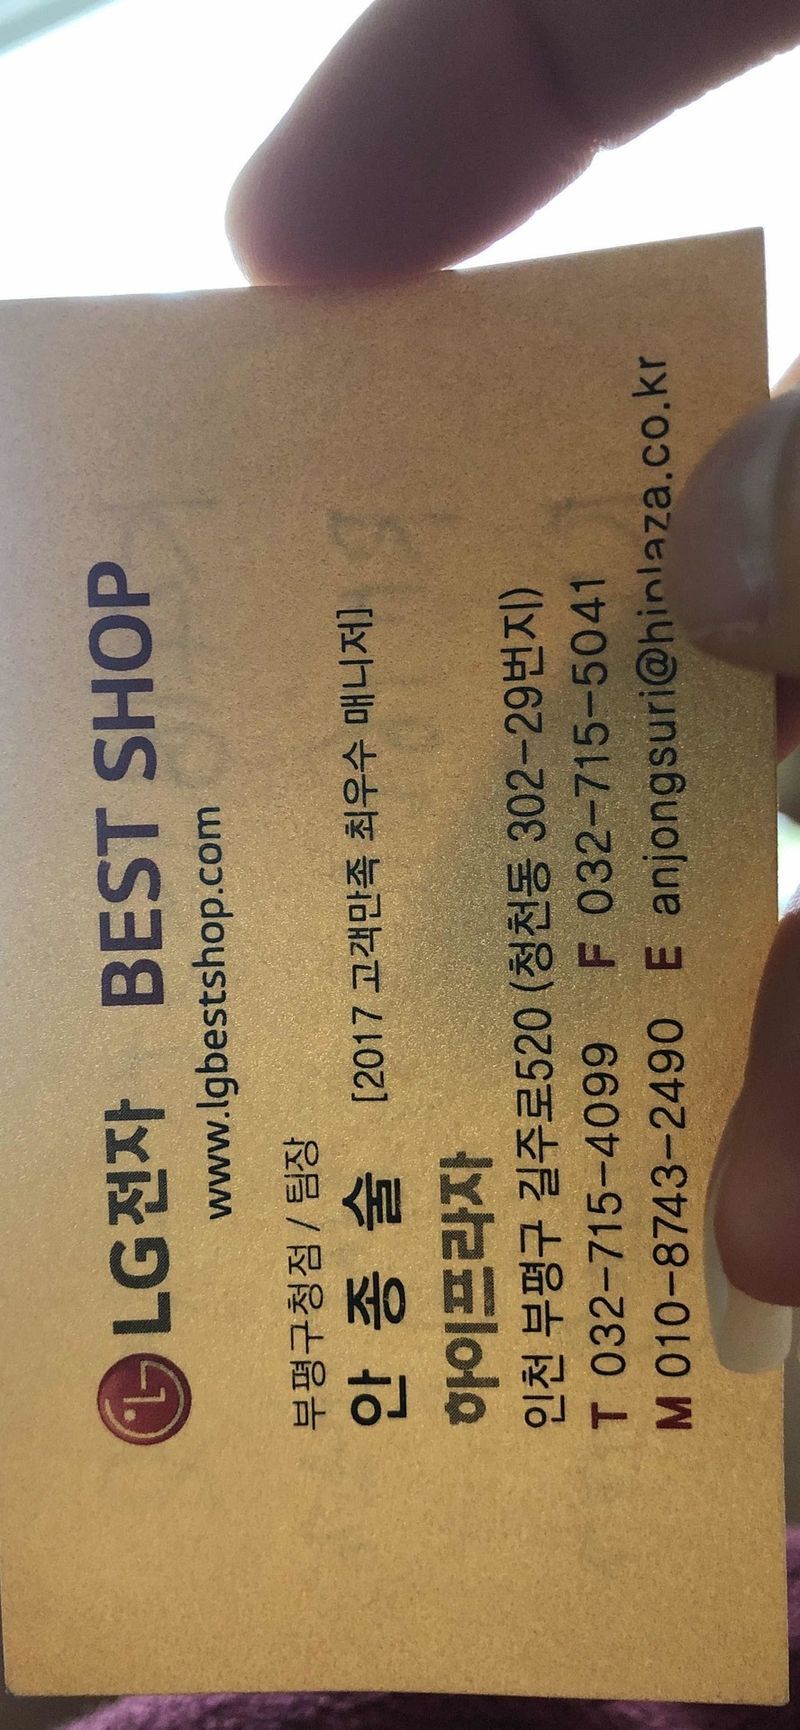 LG전자 BEST SHOP
www.lgbestshop.com
부평구청점 / 팀장
안 종 술 [2017 고객만족 최우수 매니저]
하이프라자
인천 부평구 길주로520 (청천동 302-29번지)
T 032-715-4099 F 032-715-5041
M 010-8743-2490 E anjongsuri@hiplaza.co.kr